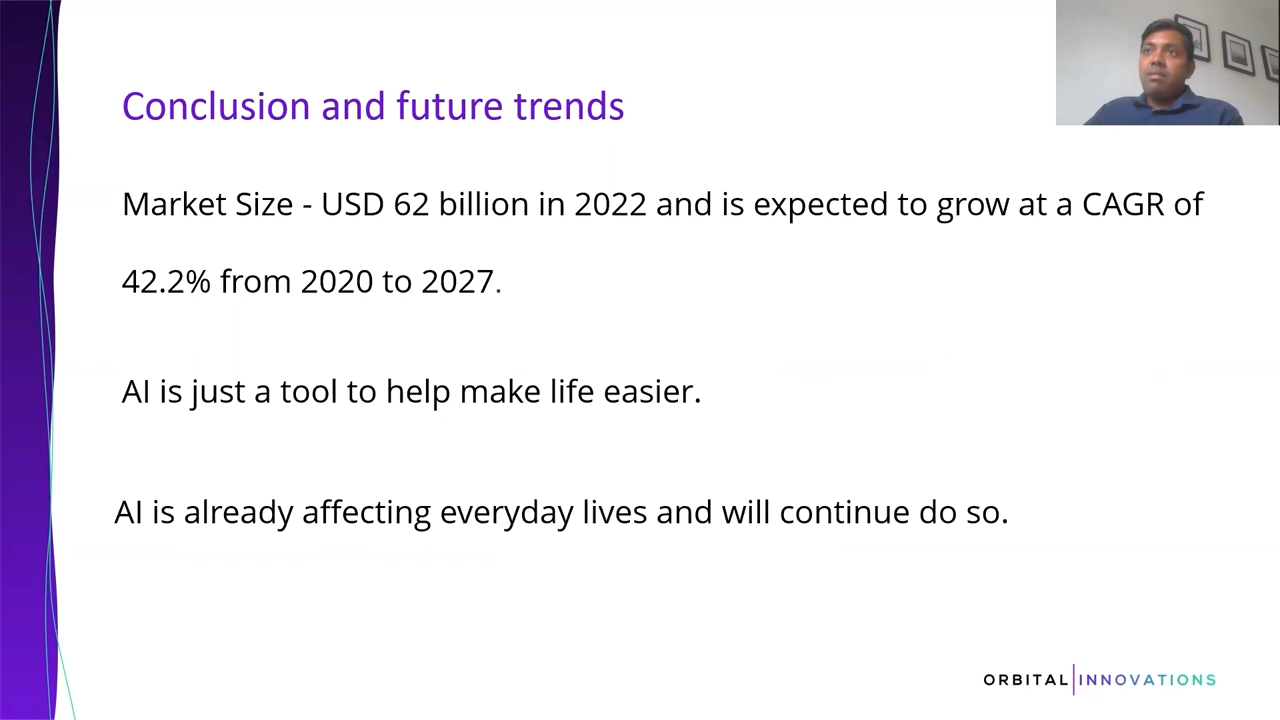 Conclusion and future trends
Market Size - USD 62 billion in 2022 and is expected to grow at a CAGR of
42.2% from 2020 to 2027.
AI is just a tool to help make life easier.
AI is already affecting everyday lives and will continue do so.
ORBITAL|INNOVATIONS